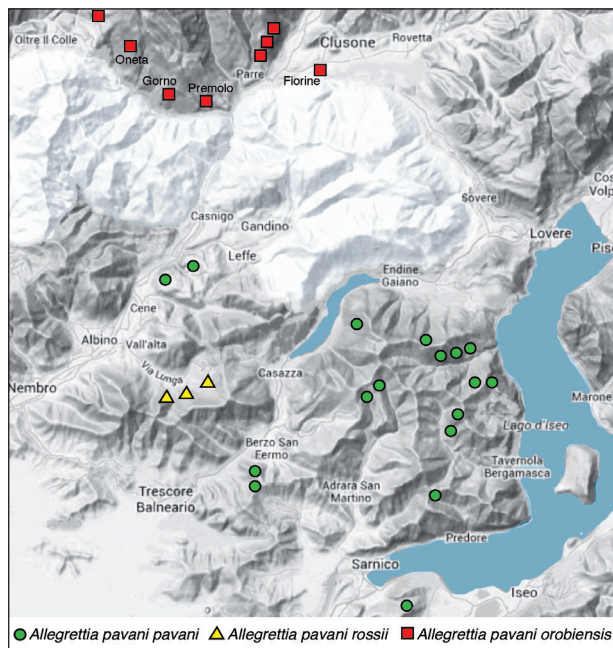 Oltre Il Colle
Clusone
Rovetta
Oneta
Parre
Fiorine
Gorno
Premolo
Casnigo
Gandino
Sovere
Lovere
Leffe
Endine
Gaiano
Cene
Albino
Vall'alta
Via Lunga
Casazza
Nembro
Marone
Lago d'Iseo
Berzo San
Fermo
Tavernola
Bergamasca
Trescore
Balneario
Adrara San
Martino
Predore
Sarnico
Iseo
Allegrettia pavani pavani
Allegrettia pavani rossii
Allegrettia pavani orobiensis